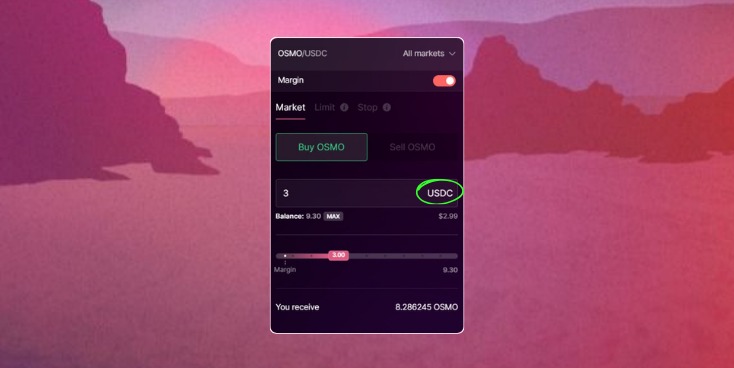 OSMO/USDC All markets
Margin
Market Limit Stop
Buy OSMO Sell OSMO
3 USDC
Balance: 9.30 MAX $2.99
3.00
Margin 9.30
You receive 8.286245 OSMO